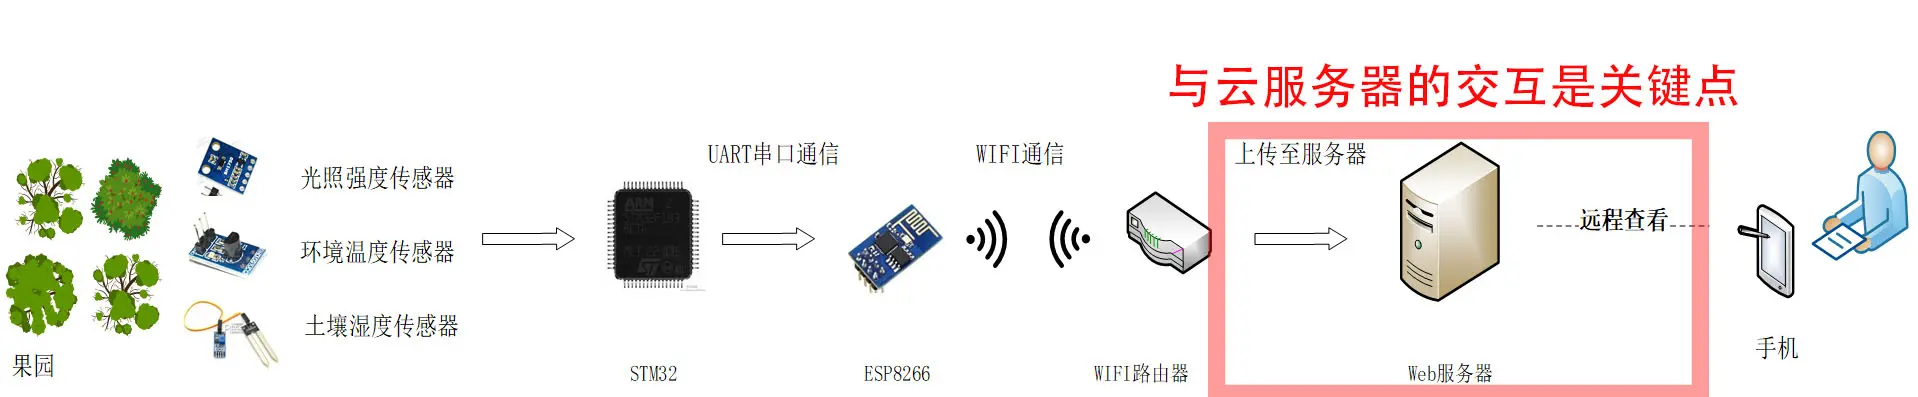 与云服务器的交互是关键点
UART串口通信
WIFI通信
上传至服务器
光照强度传感器
环境温度传感器
土壤湿度传感器
远程查看
果园
STM32
ESP8266
WIFI路由器
Web服务器
手机
ARM